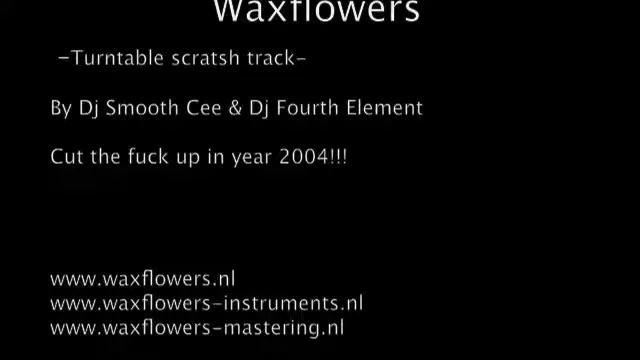 Waxflowers
-Turntable scratsh track-
By Dj Smooth Cee & Dj Fourth Element
Cut the fuck up in year 2004!!!
www.waxflowers.nl
www.waxflowers-instruments.nl
www.waxflowers-mastering.nl